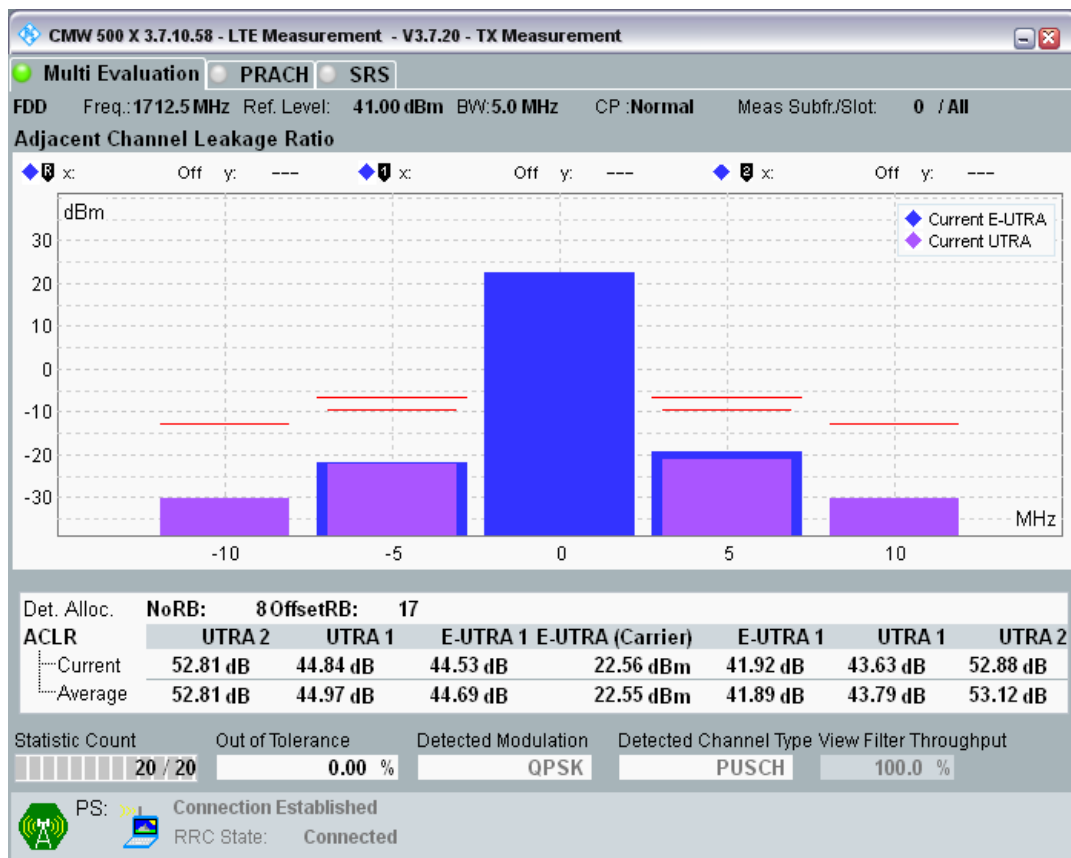 CMW 500 X 3.7.10.58 - LTE Measurement - V3.7.20 - TX Measurement
Multi Evaluation PRACH SRS
FDD Freq.:1712.5 MHz Ref. Level: 41.00 dBm BW:5.0 MHz CP :Normal Meas Subfr./Slot: 0 / All
Adjacent Channel Leakage Ratio
R x: Off y: --- 1 x: Off y: --- 2 x: Off y: ---
dBm
Current E-UTRA
Current UTRA
30
20
10
0
-10
-20
-30
MHz
-10 -5 0 5 10
Det. Alloc. NoRB: 8 OffsetRB: 17
ACLR UTRA 2 UTRA 1 E-UTRA 1 E-UTRA (Carrier) E-UTRA 1 UTRA 1 UTRA 2
Current 52.81 dB 44.84 dB 44.53 dB 22.56 dBm 41.92 dB 43.63 dB 52.88 dB
Average 52.81 dB 44.97 dB 44.69 dB 22.55 dBm 41.89 dB 43.79 dB 53.12 dB
Statistic Count Out of Tolerance Detected Modulation Detected Channel Type View Filter Throughput
20 / 20 0.00 % QPSK PUSCH 100.0 %
PS: Connection Established
RRC State: Connected